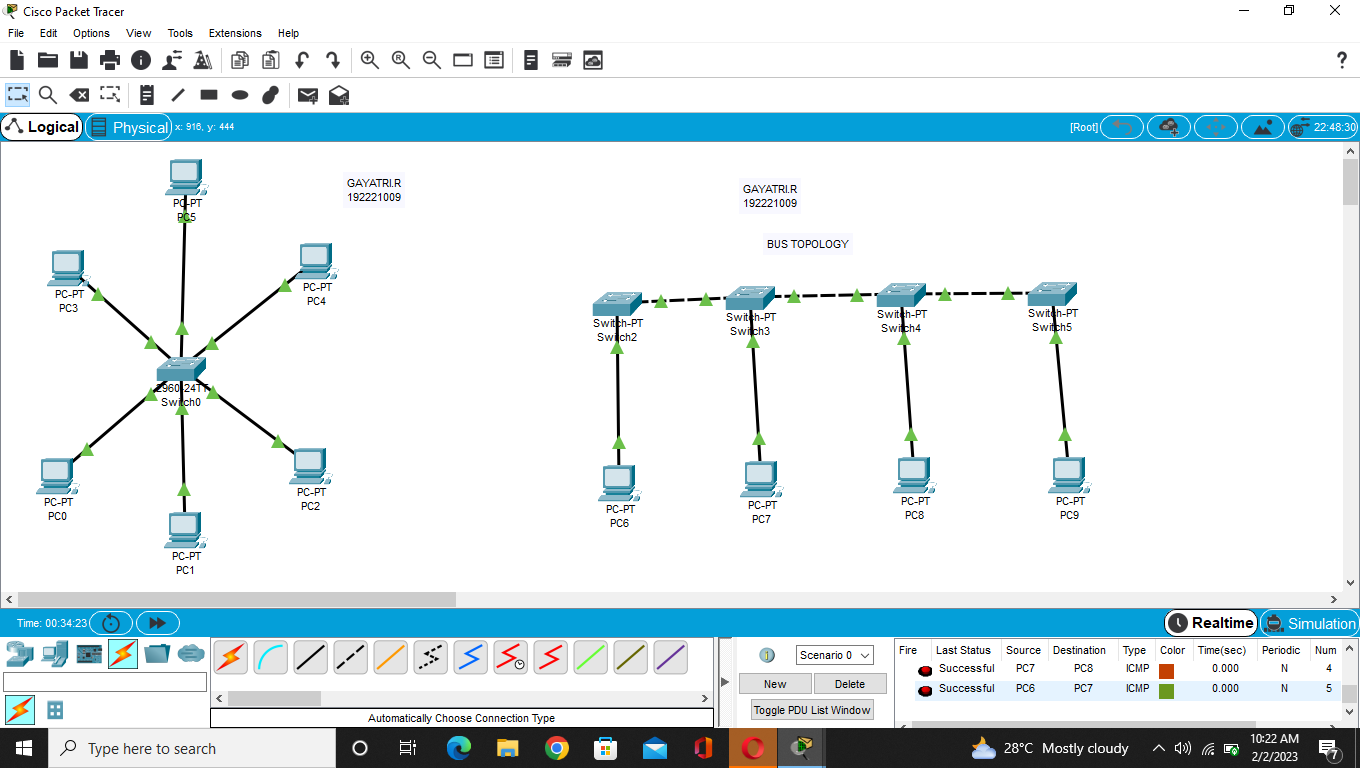 Cisco Packet Tracer
File Edit Options View Tools Extensions Help
Logical Physical x: 916, y: 444 [Root] 22:48:30
PC-PT
PC5
GAYATRI.R
192221009
GAYATRI.R
192221009
BUS TOPOLOGY
PC-PT
PC3
PC-PT
PC4
Switch-PT
Switch2
Switch-PT
Switch3
Switch-PT
Switch4
Switch-PT
Switch5
2960-24TT
Switch0
PC-PT
PC0
PC-PT
PC2
PC-PT
PC1
PC-PT
PC6
PC-PT
PC7
PC-PT
PC8
PC-PT
PC9
Time: 00:34:23 Realtime Simulation
Scenario 0
New Delete
Toggle PDU List Window
Fire Last Status Source Destination Type Color Time(sec) Periodic Num
Successful PC7 PC8 ICMP 0.000 N 4
Successful PC6 PC7 ICMP 0.000 N 5
Automatically Choose Connection Type
Type here to search
28°C Mostly cloudy
10:22 AM
2/2/2023
7